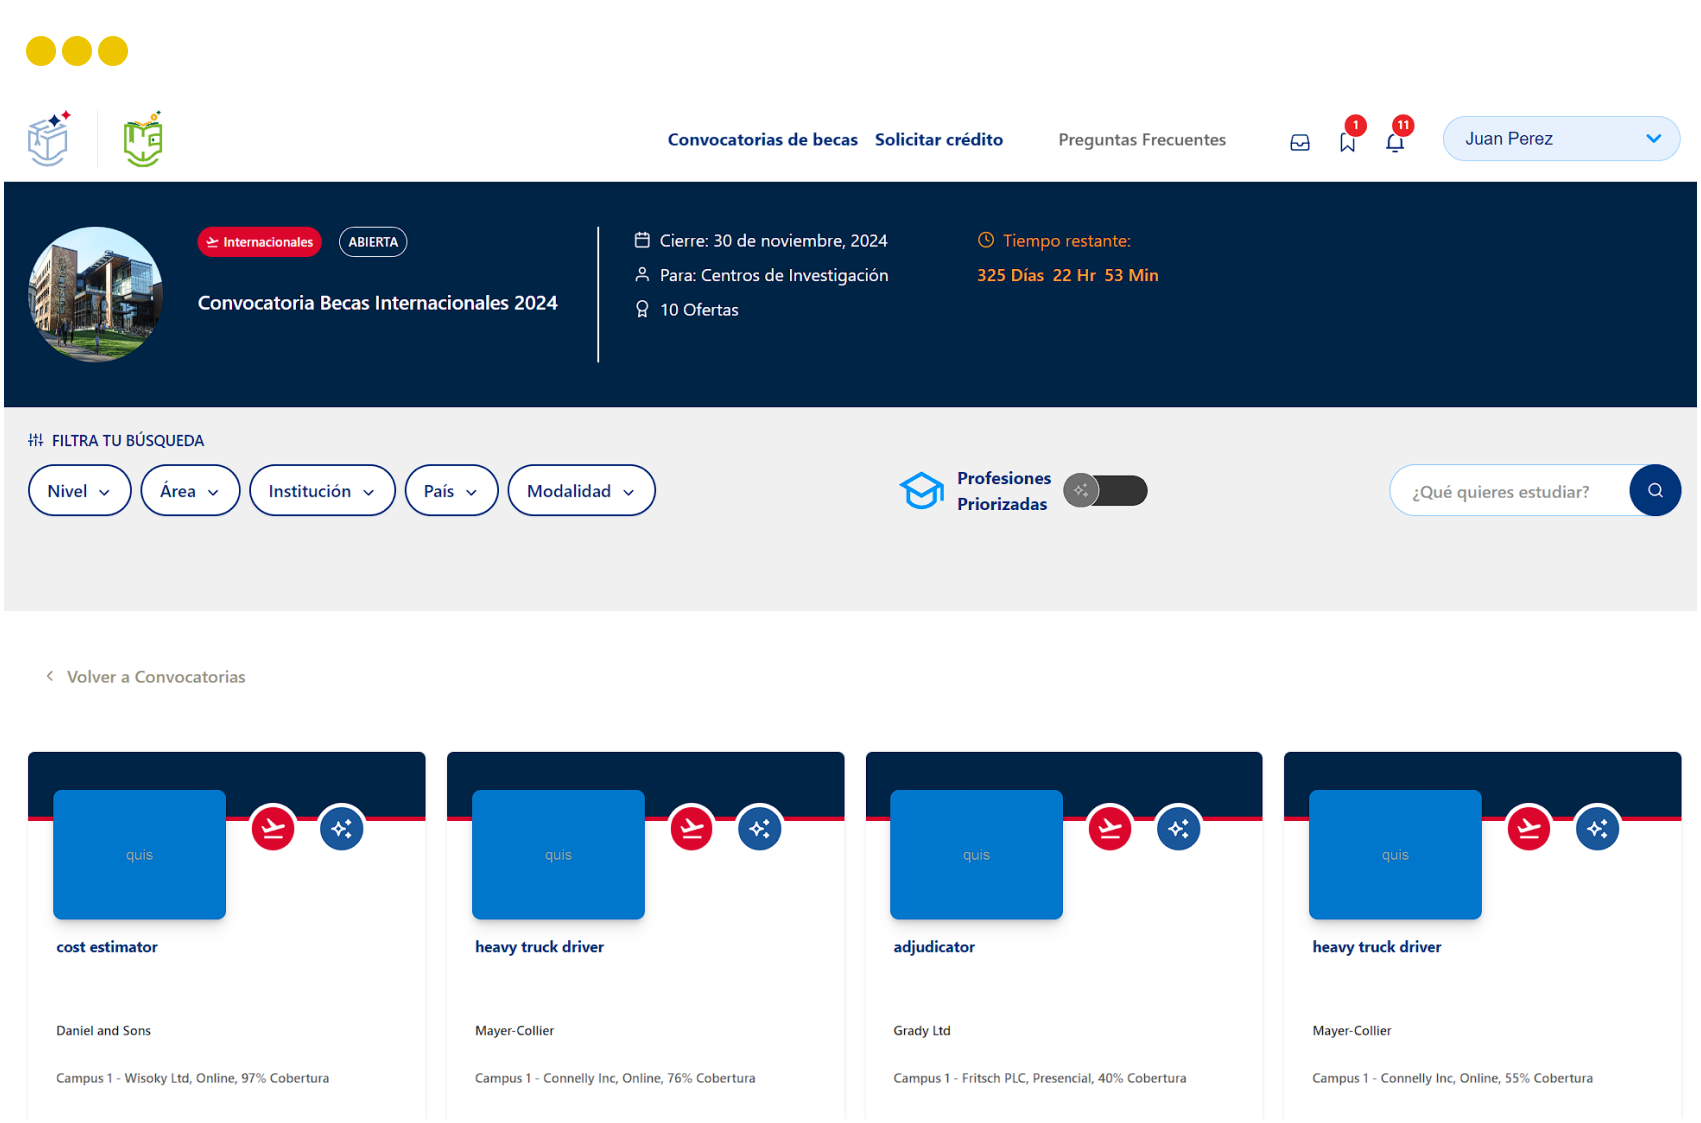 Convocatorias de becas Solicitar crédito Preguntas Frecuentes 1 11 Juan Perez
Internacionales ABIERTA
Convocatoria Becas Internacionales 2024
Cierre: 30 de noviembre, 2024
Para: Centros de Investigación
10 Ofertas
Tiempo restante:
325 Días 22 Hr 53 Min
FILTRA TU BÚSQUEDA
Nivel Área Institución País Modalidad
Profesiones
Priorizadas
¿Qué quieres estudiar?
Volver a Convocatorias
quis
cost estimator
Daniel and Sons
Campus 1 - Wisoky Ltd, Online, 97% Cobertura
quis
heavy truck driver
Mayer-Collier
Campus 1 - Connelly Inc, Online, 76% Cobertura
quis
adjudicator
Grady Ltd
Campus 1 - Fritsch PLC, Presencial, 40% Cobertura
quis
heavy truck driver
Mayer-Collier
Campus 1 - Connelly Inc, Online, 55% Cobertura